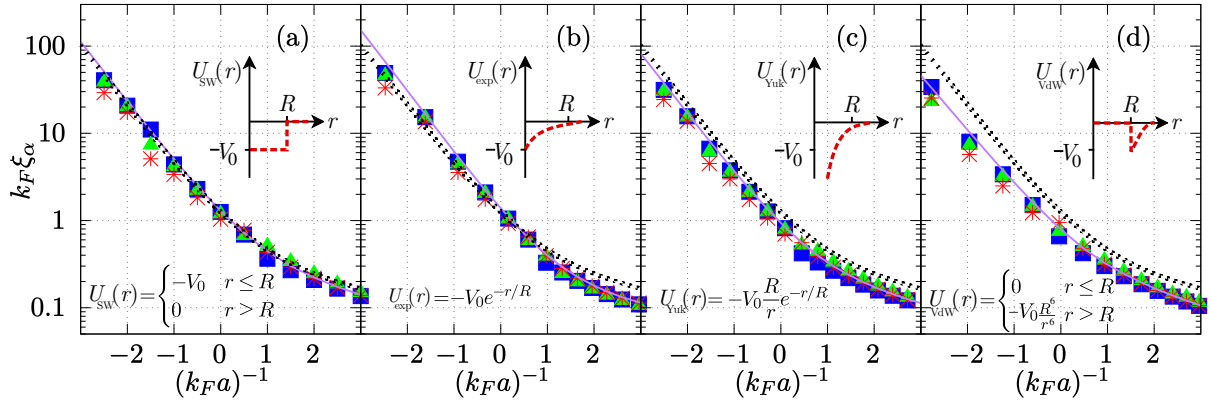 (a) (b) (c) (d)
100
10
1
0.1
k_F ξ_α
U_SW(r)
R
r
−V_0
U_SW(r) = { −V_0 r ≤ R
0 r > R
U_exp(r)
R
r
−V_0
U_exp(r) = −V_0 e^{−r/R}
U_Yuk(r)
R
r
−V_0
U_Yuk(r) = −V_0 \frac{R}{r} e^{−r/R}
U_VdW(r)
R
r
−V_0
U_VdW(r) = { 0 r ≤ R
−V_0 \frac{R^6}{r^6} r > R
−2 −1 0 1 2 −2 −1 0 1 2 −2 −1 0 1 2 −2 −1 0 1 2
(k_F a)^{−1} (k_F a)^{−1} (k_F a)^{−1} (k_F a)^{−1}